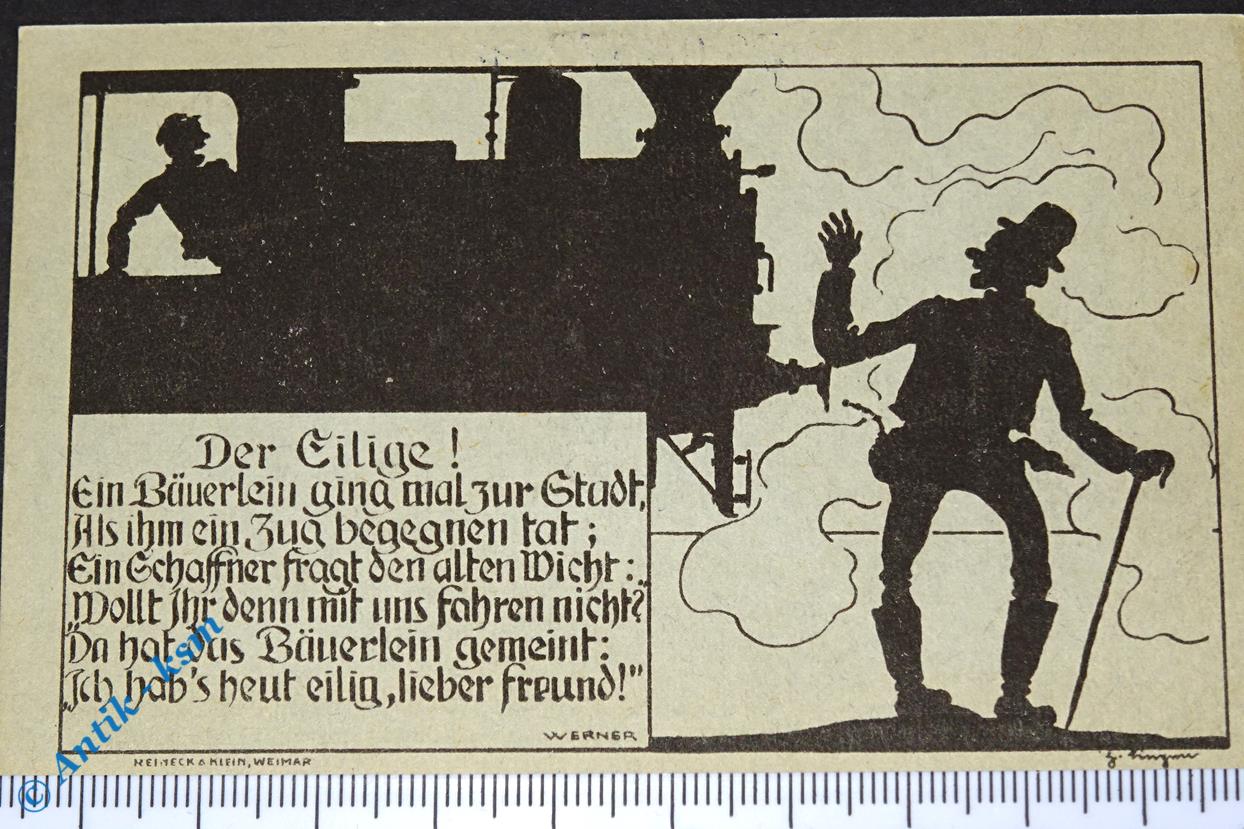 Der Eilige!
Ein Bäuerlein ging mal zur Stadt,
Als ihm ein Zug begegnen tat;
Ein Schaffner fragt den alten Wicht:
„Wollt Ihr denn mit uns fahren nicht?“
Da hat das Bäuerlein gemeint:
„Ich hab's heut eilig, lieber Freund!"
WERNER
REINECK & KLEIN, WEIMAR
© Antik-ksm